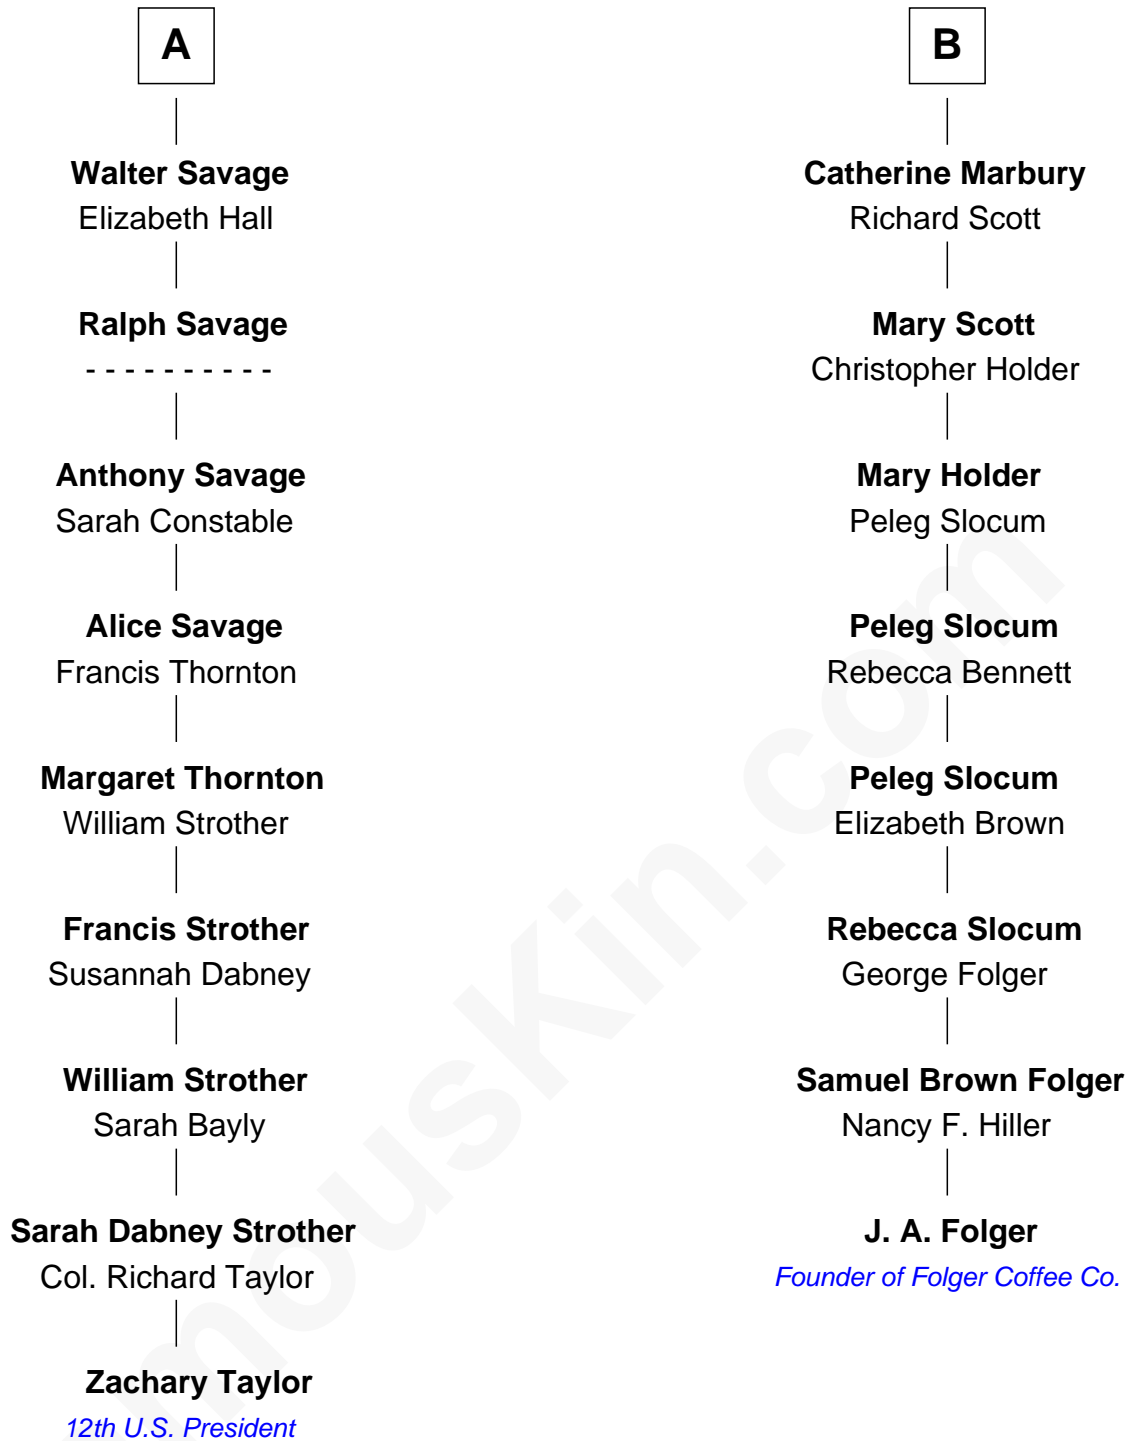 A
Walter Savage
Elizabeth Hall
Ralph Savage
- - - - - - - - - -
Anthony Savage
Sarah Constable
Alice Savage
Francis Thornton
Margaret Thornton
William Strother
Francis Strother
Susannah Dabney
William Strother
Sarah Bayly
Sarah Dabney Strother
Col. Richard Taylor
Zachary Taylor
12th U.S. President
B
Catherine Marbury
Richard Scott
Mary Scott
Christopher Holder
Mary Holder
Peleg Slocum
Peleg Slocum
Rebecca Bennett
Peleg Slocum
Elizabeth Brown
Rebecca Slocum
George Folger
Samuel Brown Folger
Nancy F. Hiller
J. A. Folger
Founder of Folger Coffee Co.
mousKin.com